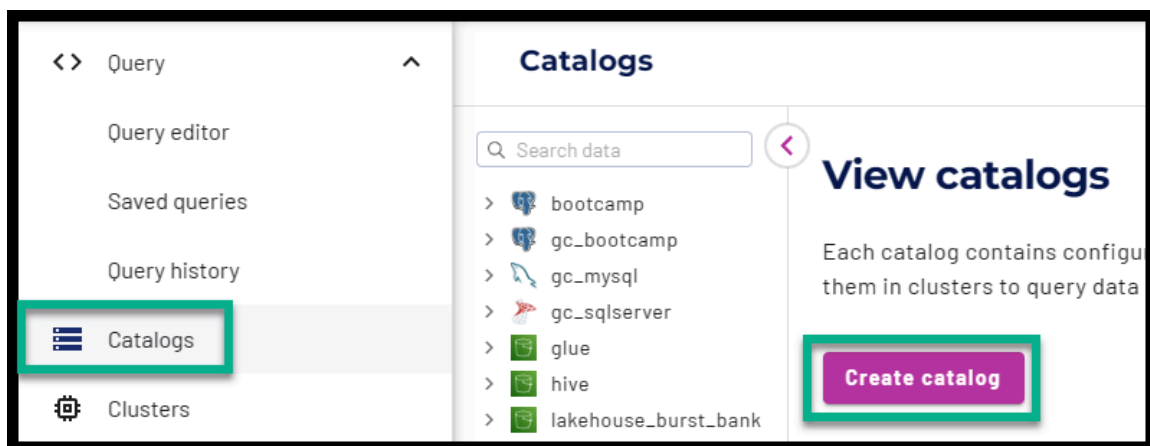 Query
Query editor
Saved queries
Query history
Catalogs
Clusters
Catalogs
Search data
bootcamp
gc_bootcamp
gc_mysql
gc_sqlserver
glue
hive
lakehouse_burst_bank
View catalogs
Each catalog contains configu
them in clusters to query data
Create catalog